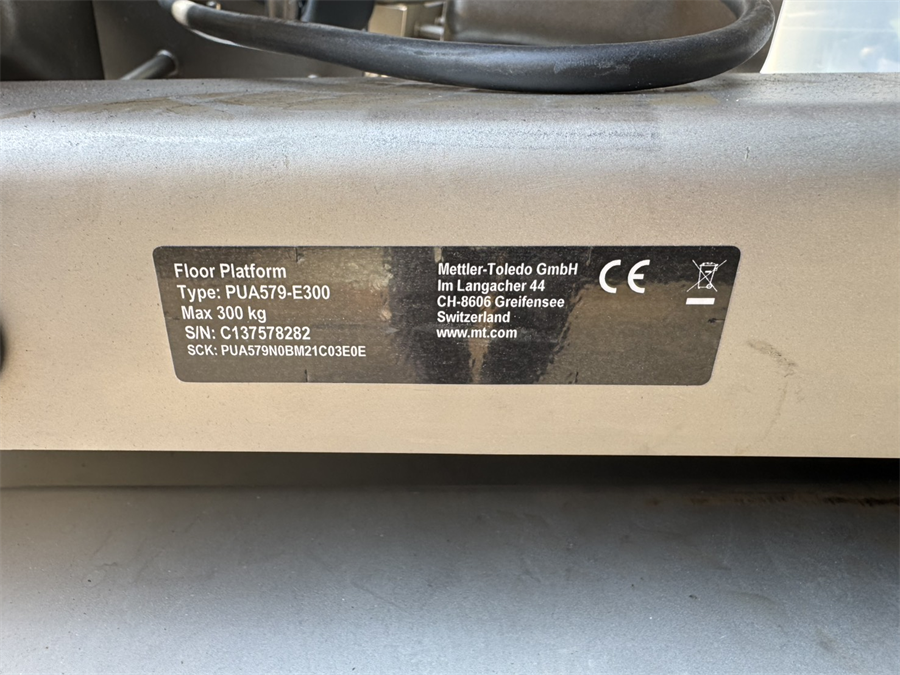 Floor Platform
Type: PUA579-E300
Max 300 kg
S/N: C137578282
SCK: PUA579N0BM21C03E0E
Mettler-Toledo GmbH
Im Langacher 44
CH-8606 Greifensee
Switzerland
www.mt.com
CE